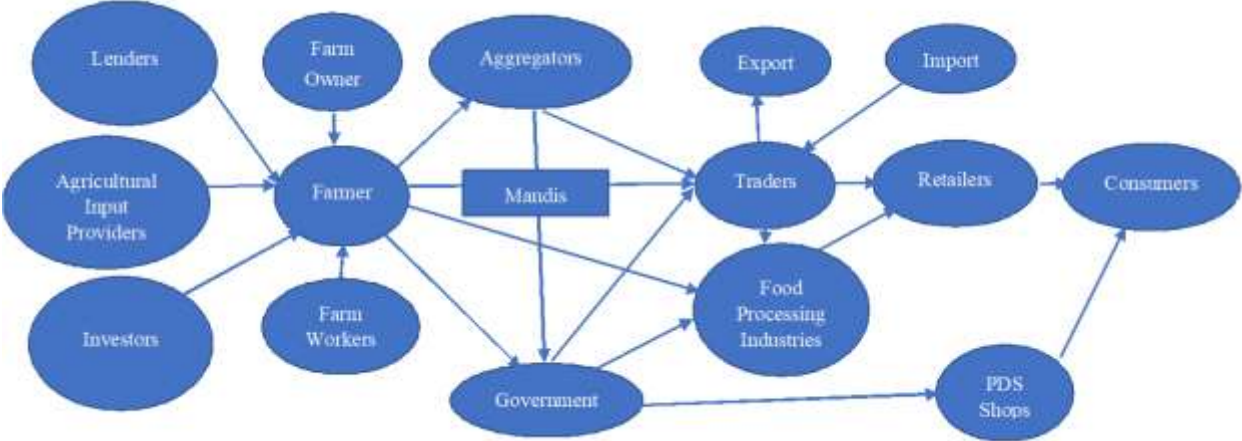 Lenders
Farm
Owner
Aggregators
Export
Import
Agricultural
Input
Providers
Farmer
Mandis
Traders
Retailers
Consumers
Investors
Farm
Workers
Food
Processing
Industries
Government
PDS
Shops